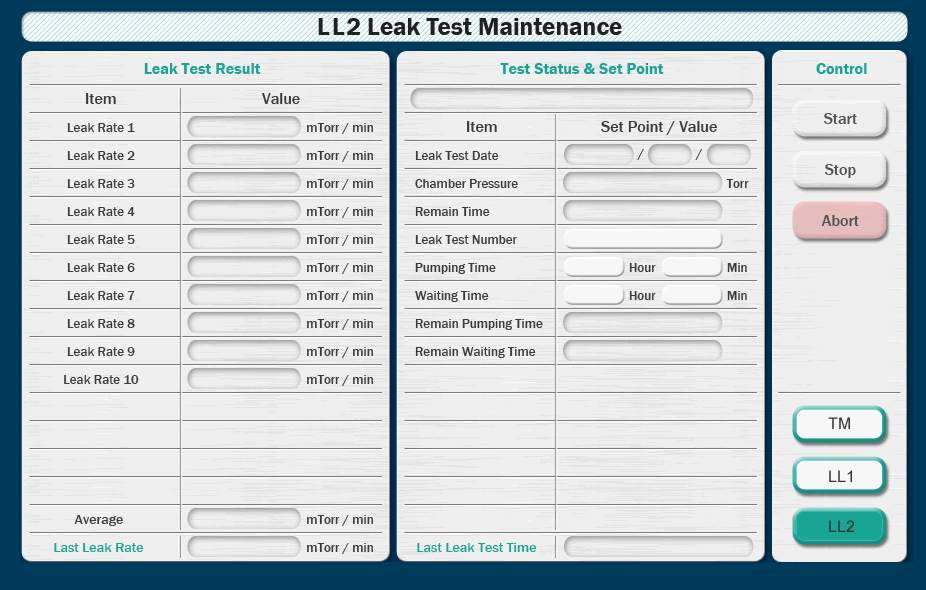 LL2 Leak Test Maintenance
Leak Test Result
Item Value
Leak Rate 1 mTorr / min
Leak Rate 2 mTorr / min
Leak Rate 3 mTorr / min
Leak Rate 4 mTorr / min
Leak Rate 5 mTorr / min
Leak Rate 6 mTorr / min
Leak Rate 7 mTorr / min
Leak Rate 8 mTorr / min
Leak Rate 9 mTorr / min
Leak Rate 10 mTorr / min
Average mTorr / min
Last Leak Rate mTorr / min
Test Status & Set Point
Item Set Point / Value
Leak Test Date / /
Chamber Pressure Torr
Remain Time
Leak Test Number
Pumping Time Hour Min
Waiting Time Hour Min
Remain Pumping Time
Remain Waiting Time
Last Leak Test Time
Control
Start
Stop
Abort
TM
LL1
LL2